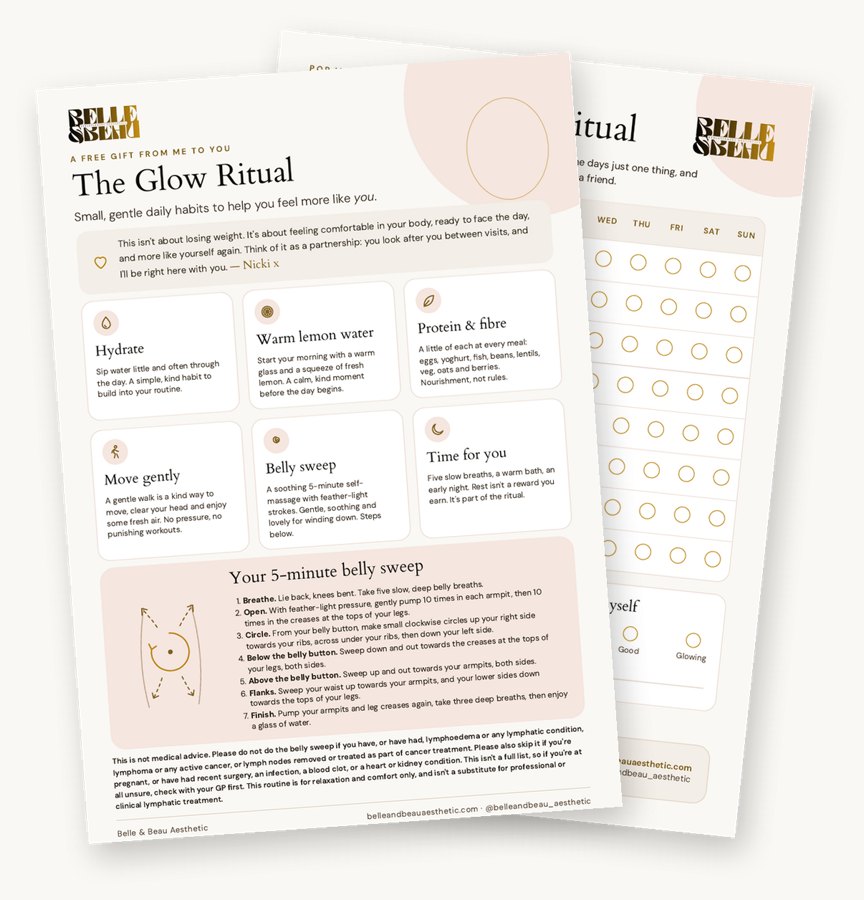 BELLE
&BEAU
A FREE GIFT FROM ME TO YOU
The Glow Ritual
Small, gentle daily habits to help you feel more like you.
This isn't about losing weight. It's about feeling comfortable in your body, ready to face the day,
and more like yourself again. Think of it as a partnership: you look after you between visits, and
I'll be right here with you. — Nicki x
Hydrate
Sip water little and often through
the day. A simple, kind habit to
build into your routine.
Warm lemon water
Start your morning with a warm
glass and a squeeze of fresh
lemon. A calm, kind moment
before the day begins.
Protein & fibre
A little of each at every meal:
eggs, yoghurt, fish, beans, lentils,
veg, oats and berries.
Nourishment, not rules.
Move gently
A gentle walk is a kind way to
move, clear your head and enjoy
some fresh air. No pressure, no
punishing workouts.
Belly sweep
A soothing 5-minute self-
massage with feather-light
strokes. Gentle, soothing and
lovely for winding down. Steps
below.
Time for you
Five slow breaths, a warm bath, an
early night. Rest isn't a reward you
earn. It's part of the ritual.
Your 5-minute belly sweep
1. Breathe. Lie back, knees bent. Take five slow, deep belly breaths.
2. Open. With feather-light pressure, gently pump 10 times in each armpit, then 10
times in the creases at the tops of your legs.
3. Circle. From your belly button, make small clockwise circles up your right side
towards your ribs, across under your ribs, then down your left side.
4. Below the belly button. Sweep down and out towards the creases at the tops of
your legs, both sides.
5. Above the belly button. Sweep up and out towards your armpits, both sides.
6. Flanks. Sweep your waist up towards your armpits, and your lower sides down
towards the tops of your legs.
7. Finish. Pump your armpits and leg creases again, take three deep breaths, then enjoy
a glass of water.
This is not medical advice. Please do not do the belly sweep if you have, or have had, lymphoedema or any lymphatic condition,
lymphoma or any active cancer, or lymph nodes removed or treated as part of cancer treatment. Please also skip it if you're
pregnant, or have had recent surgery, an infection, a blood clot, or a heart or kidney condition. This isn't a full list, so if you're at
all unsure, check with your GP first. This routine is for relaxation and comfort only, and isn't a substitute for professional or
clinical lymphatic treatment.
Belle & Beau Aesthetic
belleandbeauaesthetic.com · @belleandbeau_aesthetic
itual
BELLE
&BEAU
e days just one thing, and
a friend.
WED THU FRI SAT SUN
yself
Good
Glowing
eauaesthetic.com
ndbeau_aesthetic